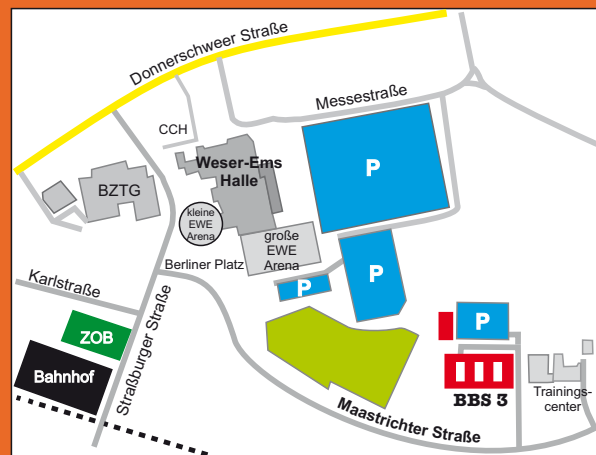 Donnerschweer Straße
Messestraße
CCH
Weser-Ems
Halle
P
BZTG
kleine
EWE
Arena
große
EWE
Arena
Berliner Platz
P
P
Karlstraße
ZOB
Straßburger Straße
Bahnhof
P
BBS 3
Trainings-
center
Maastrichter Straße